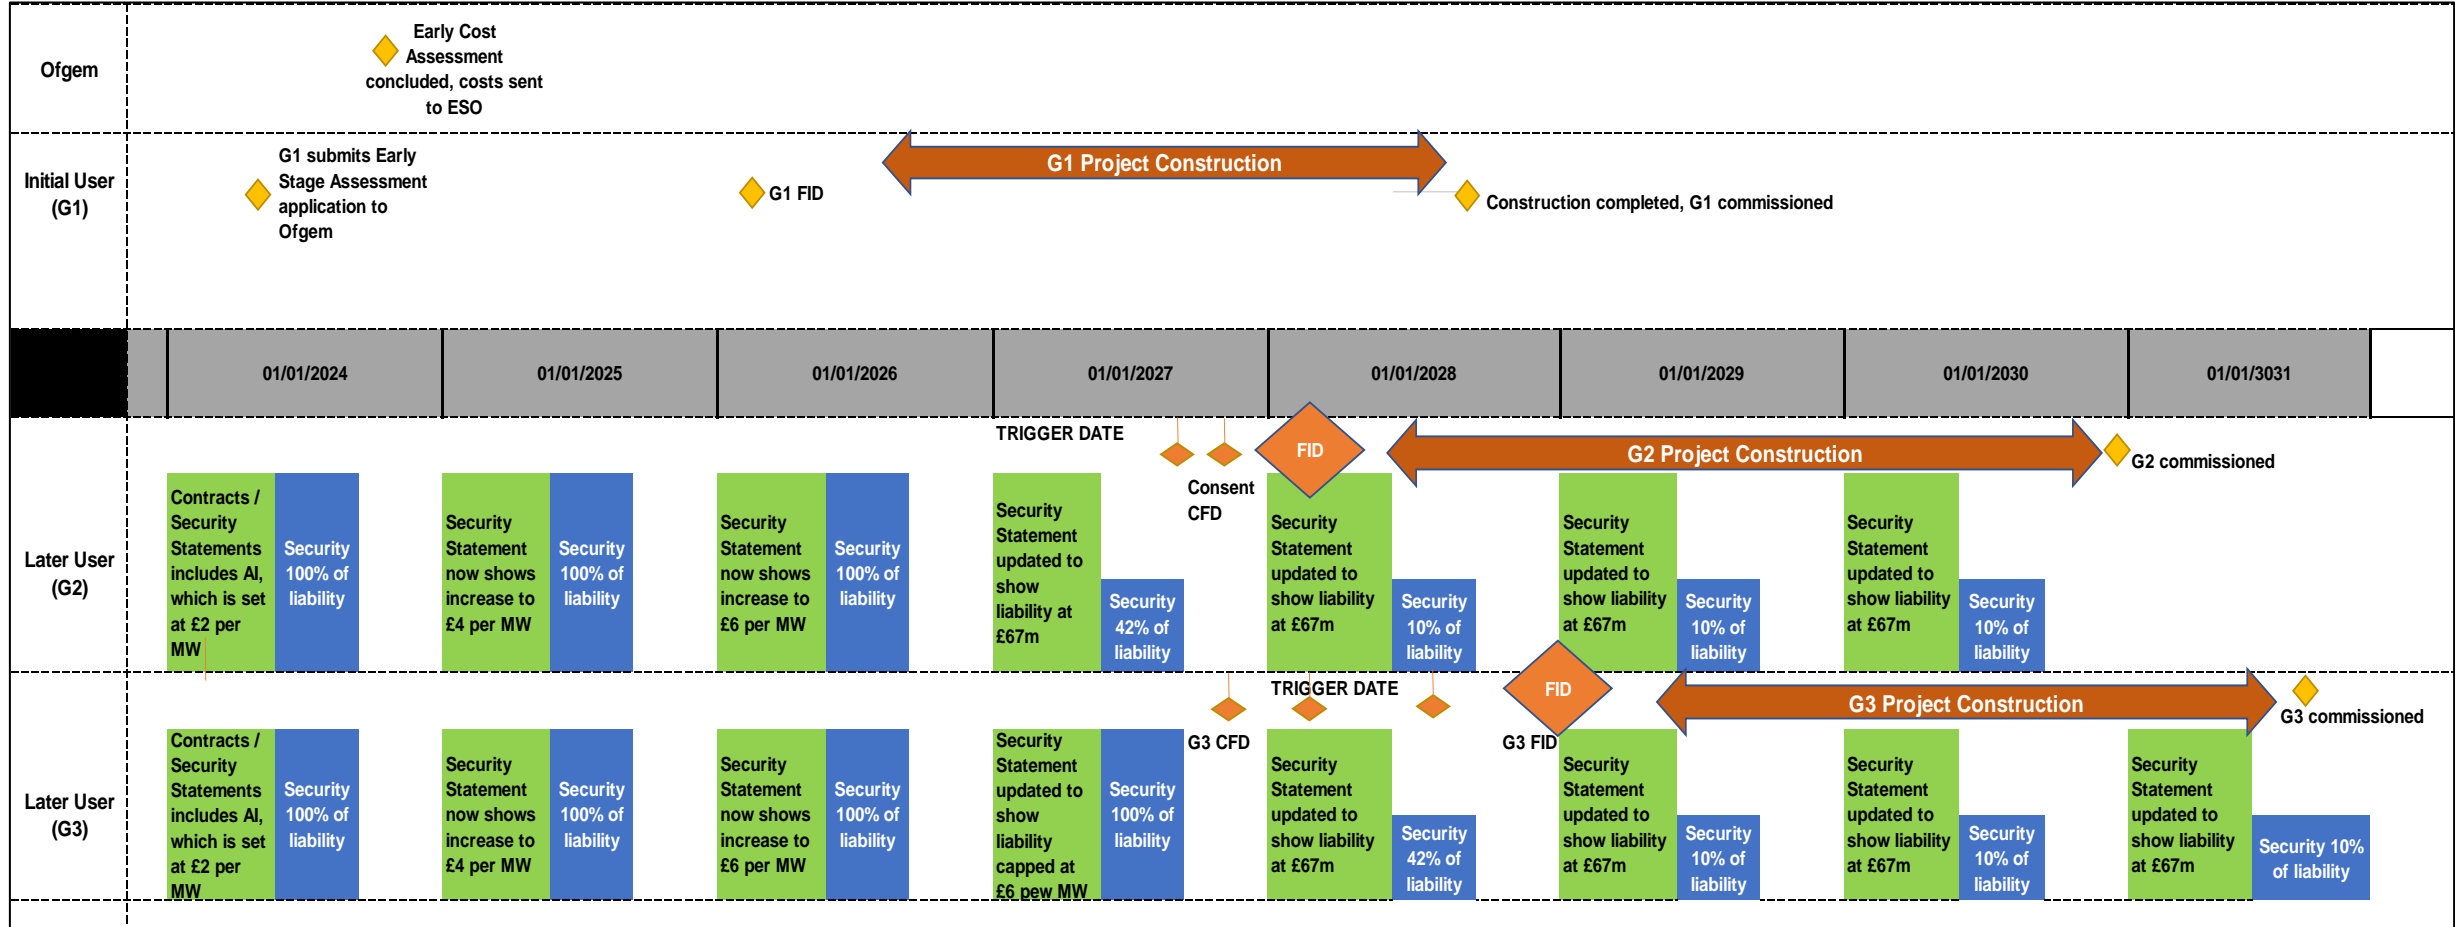 Ofgem
Early Cost
Assessment
concluded, costs sent
to ESO
Initial User
(G1)
G1 submits Early
Stage Assessment
application to
Ofgem
G1 FID
G1 Project Construction
Construction completed, G1 commissioned
01/01/2024
01/01/2025
01/01/2026
01/01/2027
01/01/2028
01/01/2029
01/01/2030
01/01/3031
Later User
(G2)
TRIGGER DATE
Consent
CFD
FID
G2 Project Construction
G2 commissioned
Contracts /
Security
Statements
includes AI,
which is set
at £2 per
MW
Security
100% of
liability
Security
Statement
now shows
increase to
£4 per MW
Security
100% of
liability
Security
Statement
now shows
increase to
£6 per MW
Security
100% of
liability
Security
Statement
updated to
show
liability at
£67m
Security
42% of
liability
Security
Statement
updated to
show liability
at £67m
Security
10% of
liability
Security
Statement
updated to
show liability
at £67m
Security
10% of
liability
Security
Statement
updated to
show liability
at £67m
Security
10% of
liability
Later User
(G3)
G3 CFD
TRIGGER DATE
FID
G3 FID
G3 Project Construction
G3 commissioned
Contracts /
Security
Statements
includes AI,
which is set
at £2 per
MW
Security
100% of
liability
Security
Statement
now shows
increase to
£4 per MW
Security
100% of
liability
Security
Statement
now shows
increase to
£6 per MW
Security
100% of
liability
Security
Statement
updated to
show
liability
capped at
£6 pew MW
Security
100% of
liability
Security
Statement
updated to
show liability
at £67m
Security
42% of
liability
Security
Statement
updated to
show liability
at £67m
Security
10% of
liability
Security
Statement
updated to
show liability
at £67m
Security
10% of
liability
Security
Statement
updated to
show liability
at £67m
Security 10%
of liability